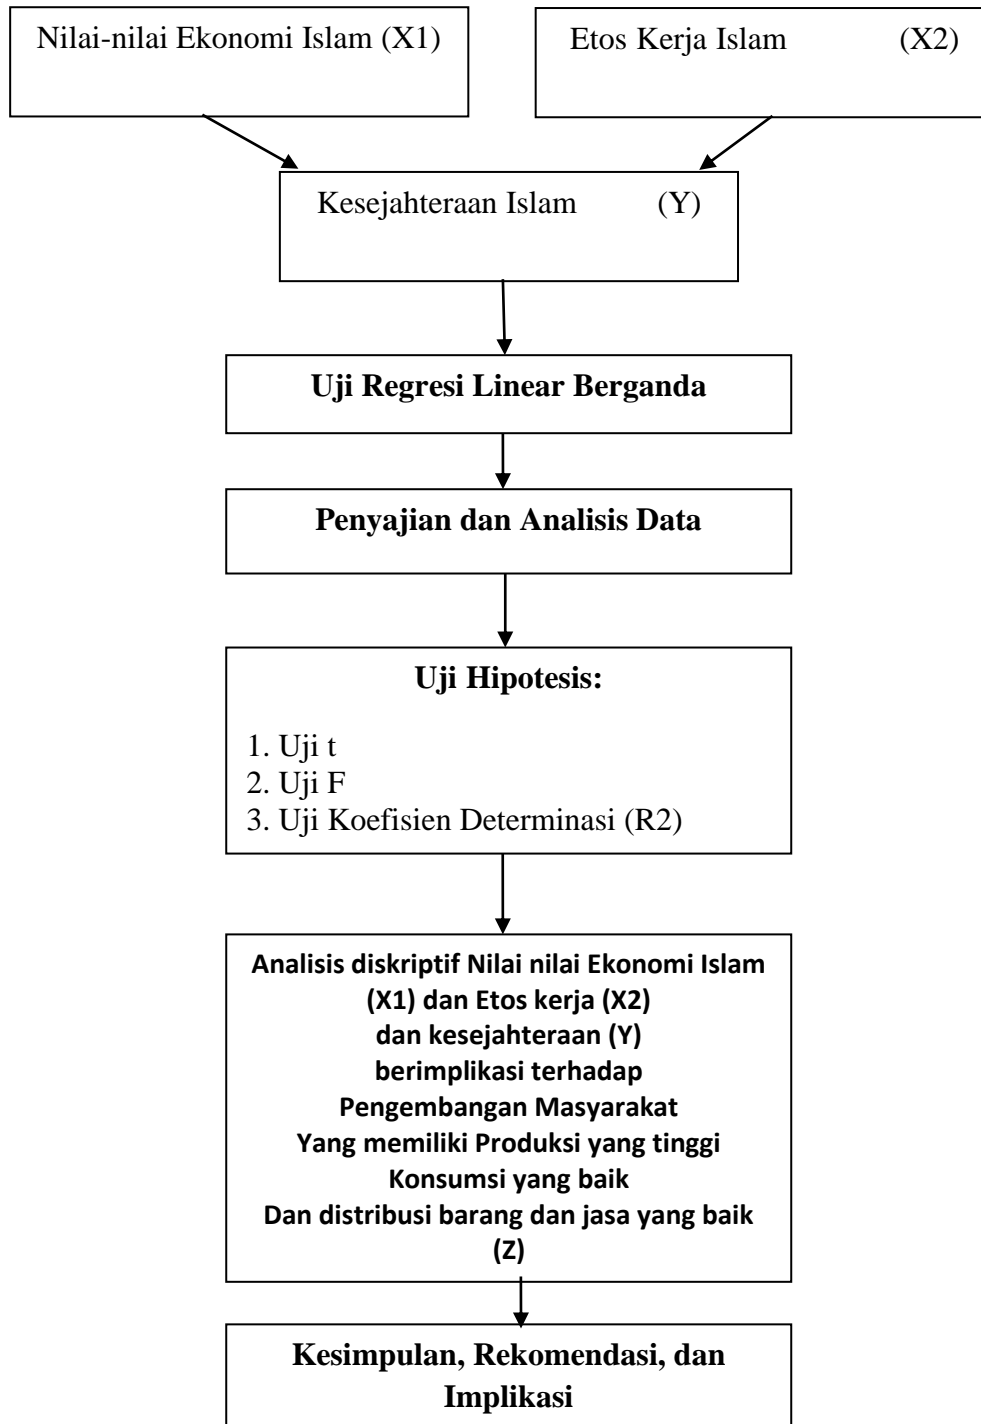 Nilai-nilai Ekonomi Islam (X1)
Etos Kerja Islam (X2)
Kesejahteraan Islam (Y)
Uji Regresi Linear Berganda
Penyajian dan Analisis Data
Uji Hipotesis:
1. Uji t
2. Uji F
3. Uji Koefisien Determinasi (R2)
Analisis diskriptif Nilai nilai Ekonomi Islam
(X1) dan Etos kerja (X2)
dan kesejahteraan (Y)
berimplikasi terhadap
Pengembangan Masyarakat
Yang memiliki Produksi yang tinggi
Konsumsi yang baik
Dan distribusi barang dan jasa yang baik
(Z)
Kesimpulan, Rekomendasi, dan
Implikasi